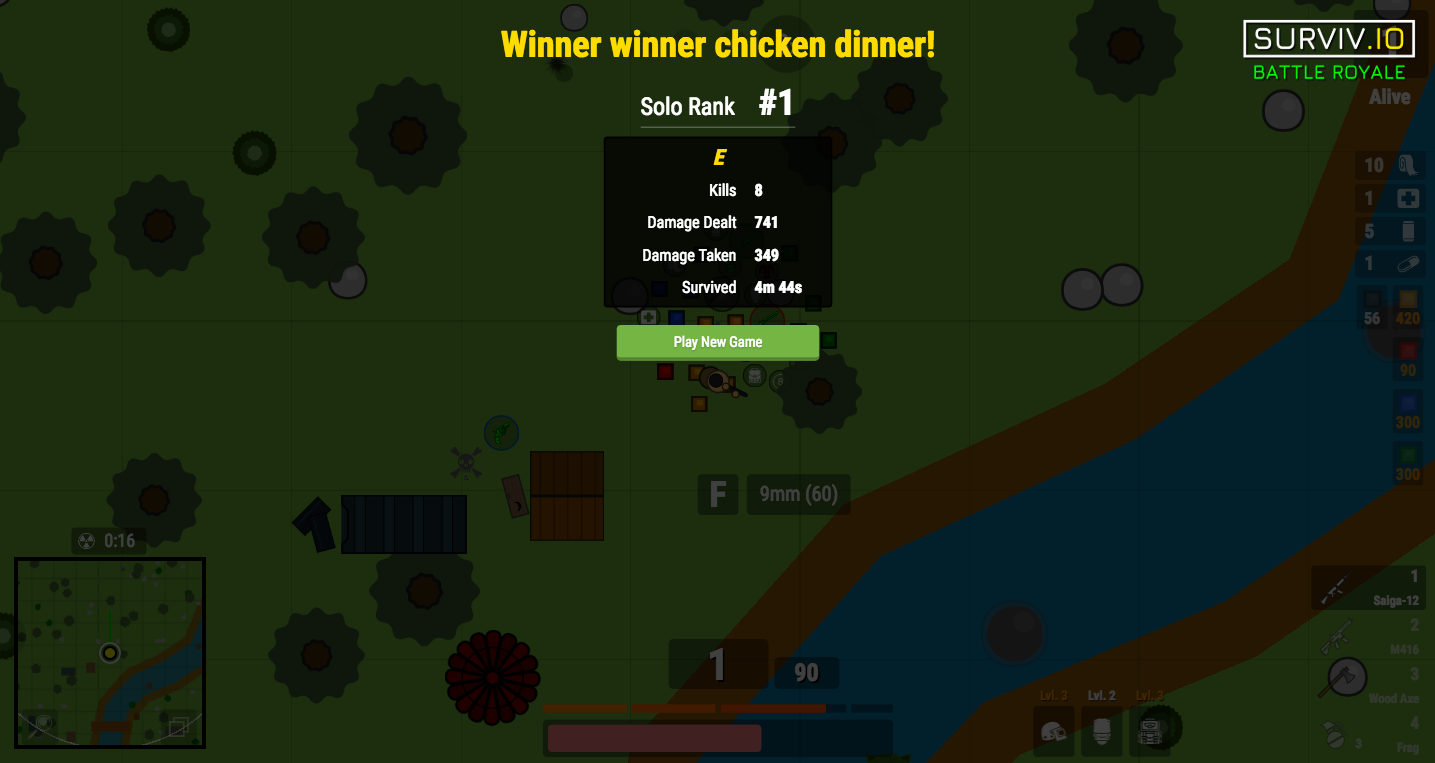 Winner winner chicken dinner!
SURVIV.IO
BATTLE ROYALE
Solo Rank #1
Alive
E
Kills 8
Damage Dealt 741
Damage Taken 349
Survived 4m 44s
Play New Game
10
1
5
1
56 420
90
300
300
F 9mm (60)
0:16
1 90
1
Saiga-12
2
M416
3
Wood Axe
4
3 Frag
Lvl. 3 Lvl. 2 Lvl. 3